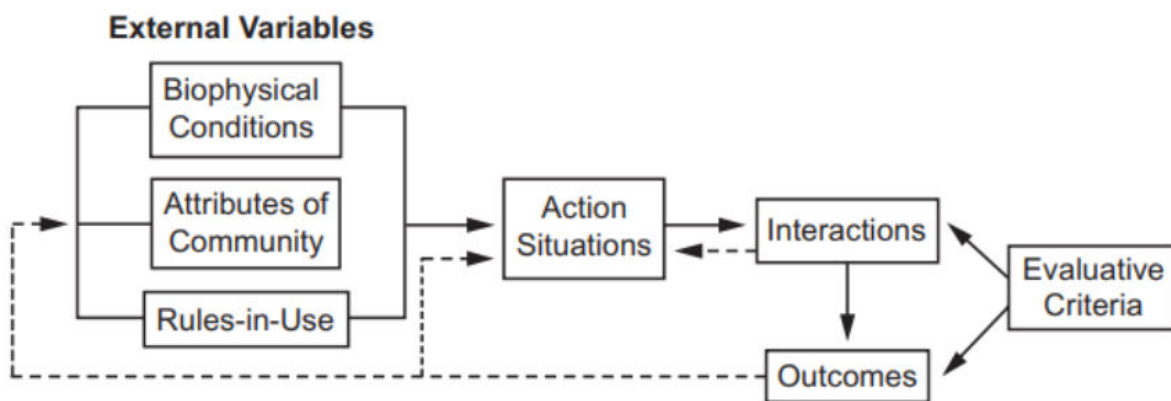 External Variables
Biophysical
Conditions
Attributes of
Community
Rules-in-Use
Action
Situations
Interactions
Outcomes
Evaluative
Criteria